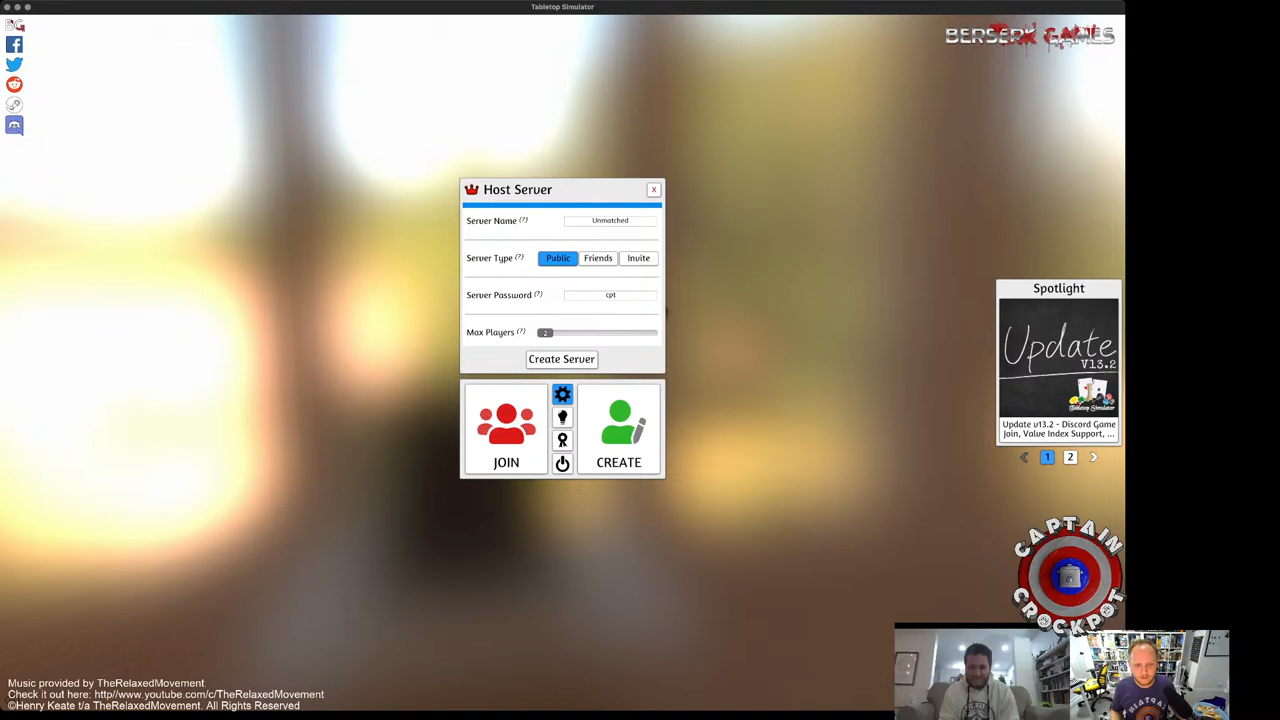 Tabletop Simulator
BG
BERSERK GAMES
Host Server
X
Server Name (?)
Unmatched
Server Type (?)
Public
Friends
Invite
Server Password (?)
cpt
Max Players (?)
2
Create Server
JOIN
CREATE
Spotlight
Update
V13.2
Tabletop Simulator
Update v13.2 - Discord Game
Join, Valve Index Support, ...
1
2
CAPTAIN
CROCKPOT
Music provided by TheRelaxedMovement.
Check it out here: http//www.youtube.com/c/TheRelaxedMovement
©Henry Keate t/a TheRelaxedMovement. All Rights Reserved